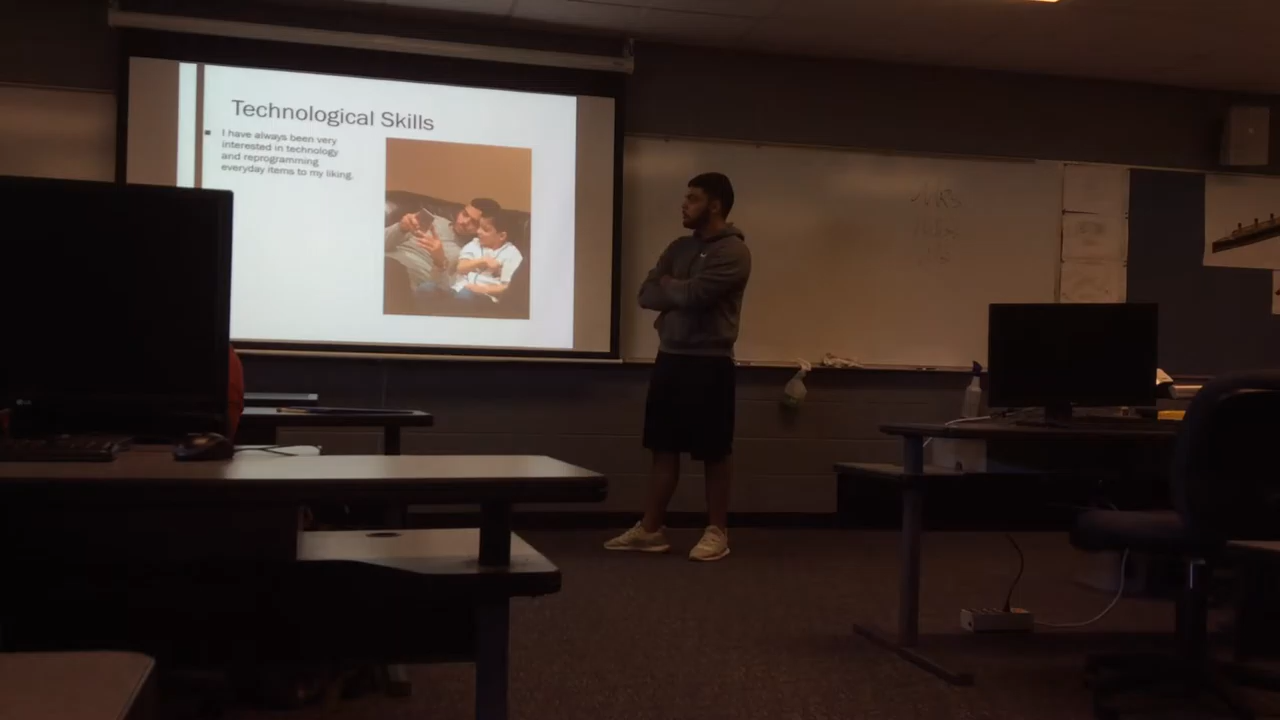 Technological Skills
I have always been very
interested in technology
and reprogramming
everyday items to my liking.